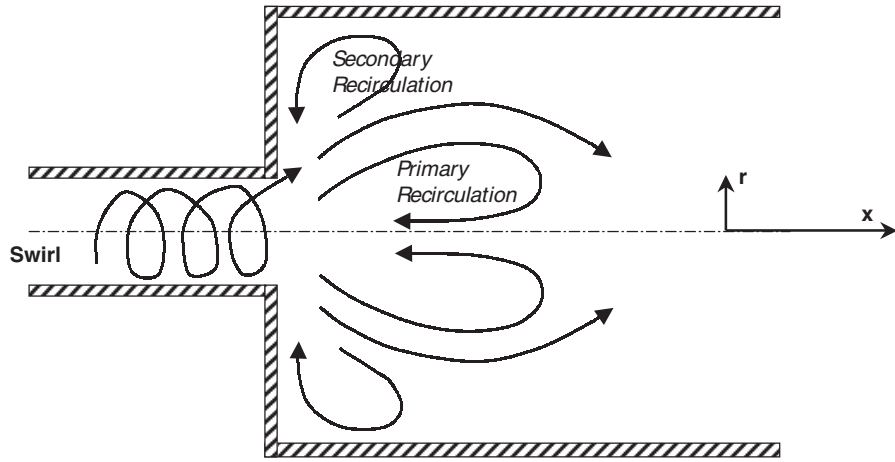 Secondary
Recirculation
Primary
Recirculation
r
x
Swirl